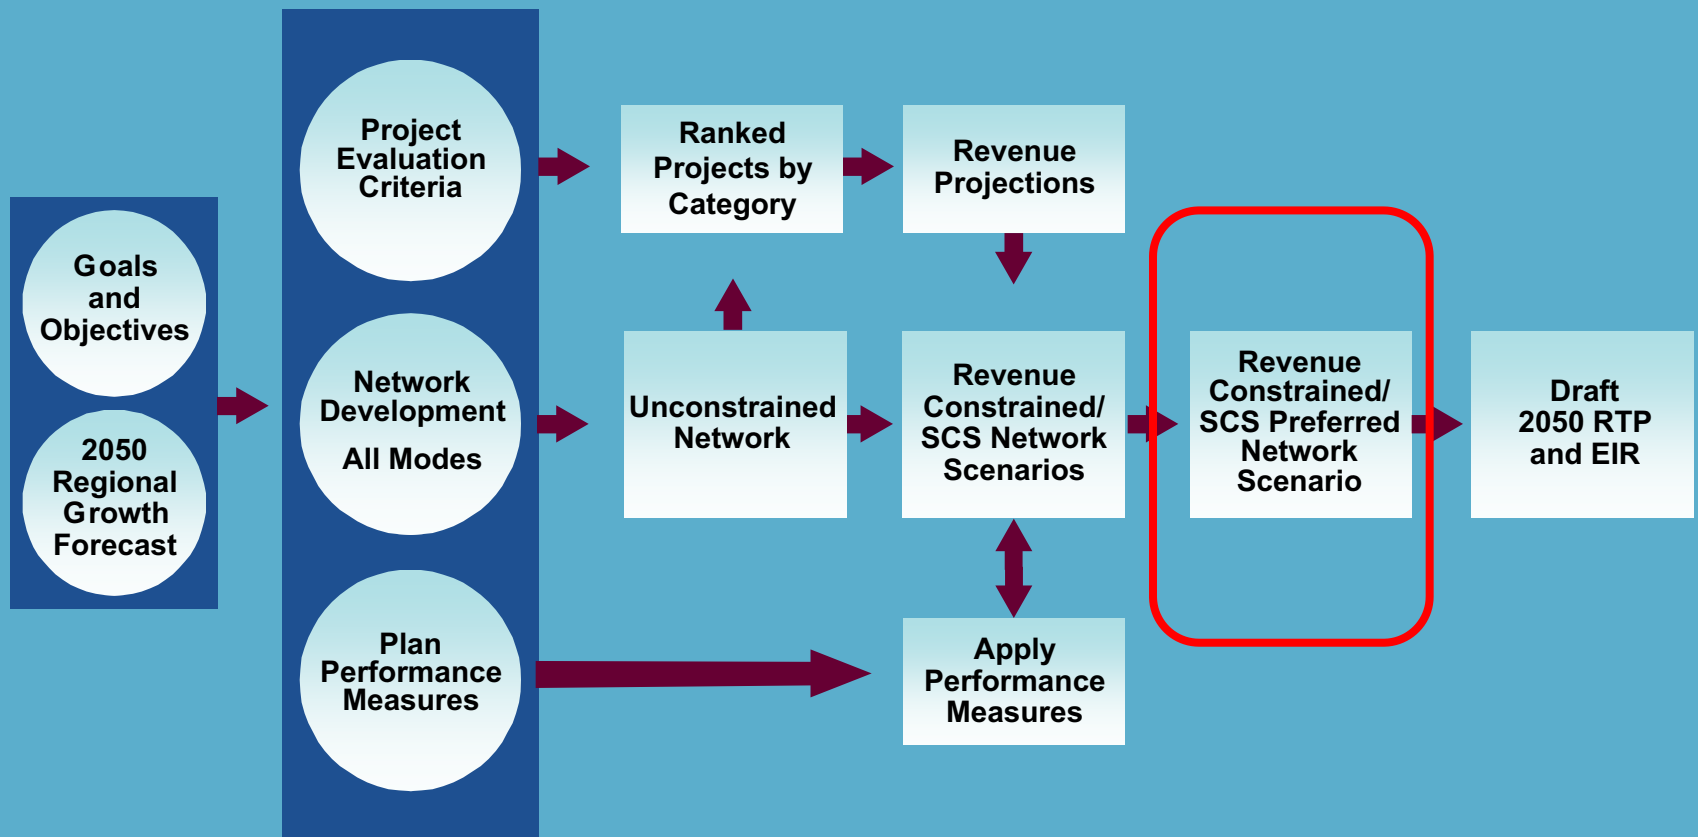 Goals
and
Objectives
2050
Regional
Growth
Forecast
Project
Evaluation
Criteria
Network
Development
All Modes
Plan
Performance
Measures
Ranked
Projects by
Category
Revenue
Projections
Unconstrained
Network
Revenue
Constrained/
SCS Network
Scenarios
Apply
Performance
Measures
Revenue
Constrained/
SCS Preferred
Network
Scenario
Draft
2050 RTP
and EIR